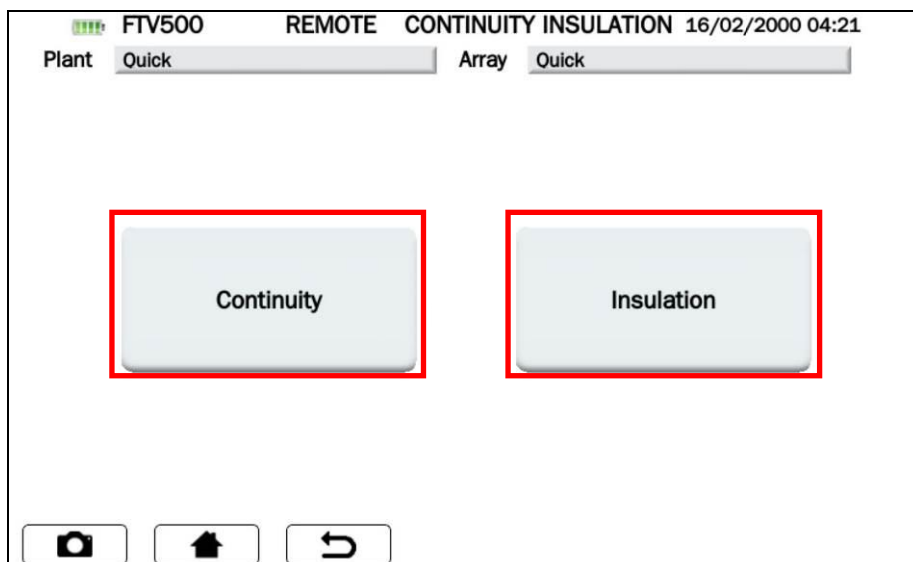 FTV500 REMOTE CONTINUITY INSULATION 16/02/2000 04:21
Plant Quick Array Quick
Continuity Insulation